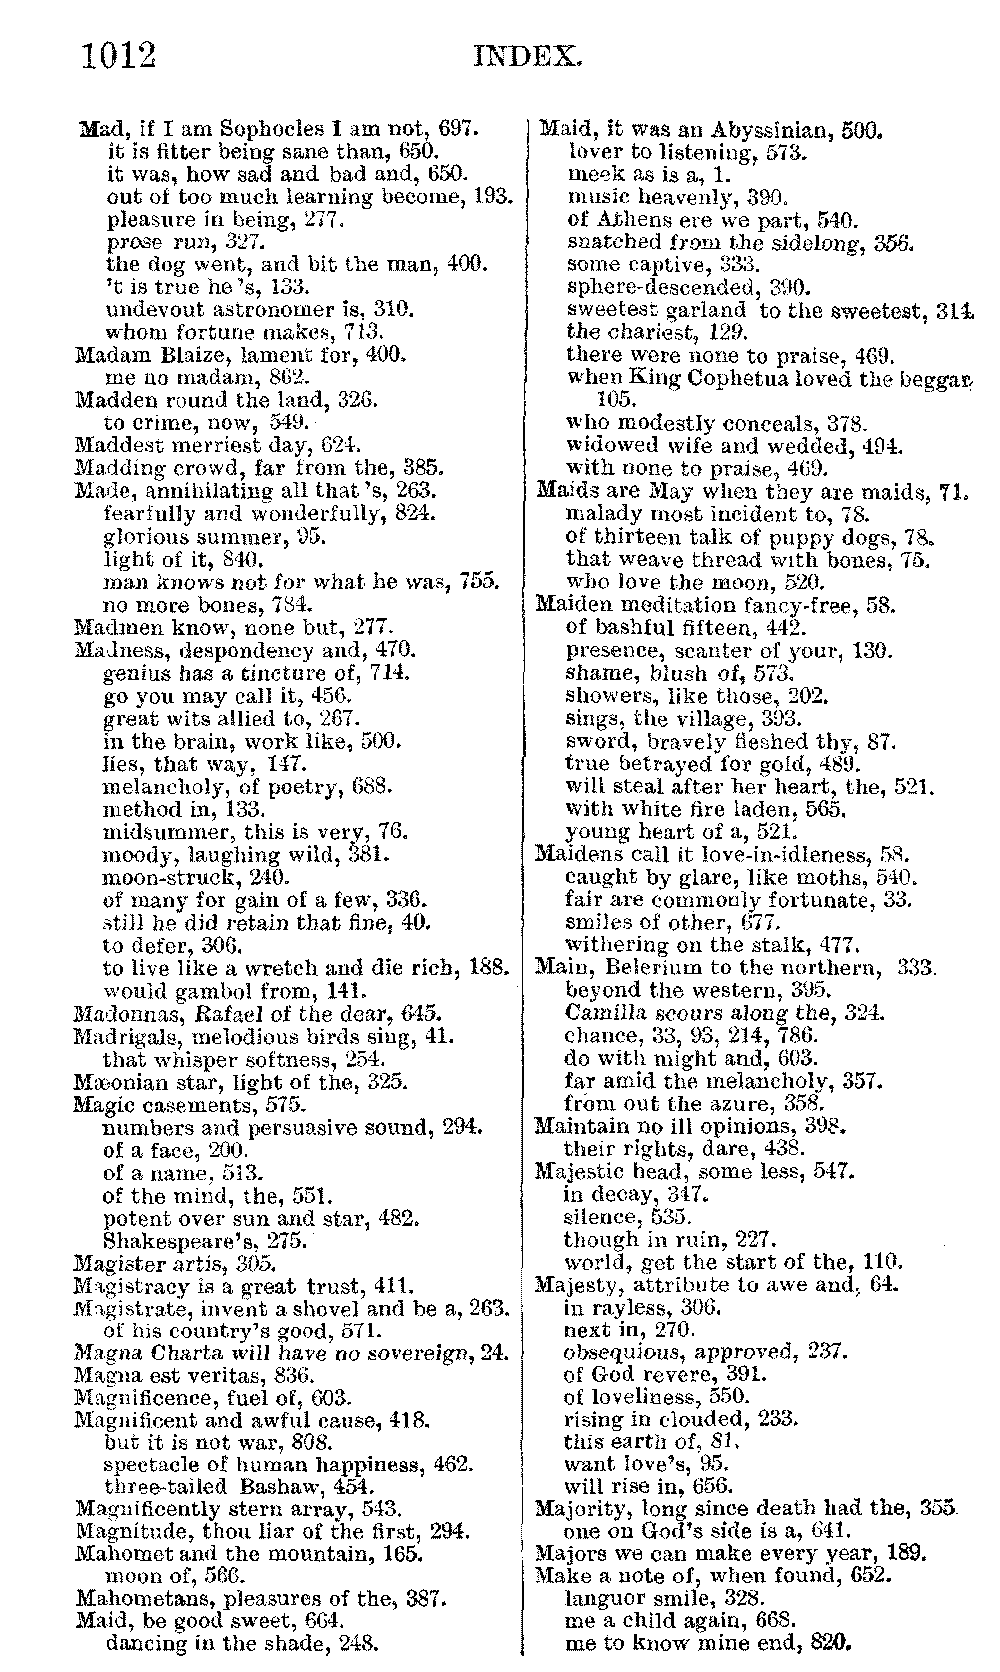 1012
INDEX.
Mad, if I am Sophocles I am not, 697.
it is fitter being sane than, 650.
it was, how sad and bad and, 650.
out of too much learning become, 193.
pleasure in being, 277.
prose run, 327.
the dog went, and bit the man, 400.
't is true he 's, 133.
undevout astronomer is, 310.
whom fortune makes, 713.
Madam Blaize, lament for, 400.
me no madam, 862.
Madden round the land, 326.
to crime, now, 549.
Maddest merriest day, 624.
Madding crowd, far from the, 385.
Made, annihilating all that 's, 263.
fearfully and wonderfully, 824.
glorious summer, 95.
light of it, 840.
man knows not for what he was, 755.
no more bones, 784.
Madmen know, none but, 277.
Madness, despondency and, 470.
genius has a tincture of, 714.
go you may call it, 456.
great wits allied to, 267.
in the brain, work like, 500.
lies, that way, 147.
melancholy, of poetry, 688.
method in, 133.
midsummer, this is very, 76.
moody, laughing wild, 381.
moon-struck, 240.
of many for gain of a few, 336.
still he did retain that fine, 40.
to defer, 306.
to live like a wretch and die rich, 188.
would gambol from, 141.
Madonnas, Rafael of the dear, 645.
Madrigals, melodious birds sing, 41.
that whisper softness, 254.
Mæonian star, light of the, 325.
Magic casements, 575.
numbers and persuasive sound, 294.
of a face, 200.
of a name, 513.
of the mind, the, 551.
potent over sun and star, 482.
Shakespeare's, 275.
Magister artis, 305.
Magistracy is a great trust, 411.
Magistrate, invent a shovel and be a, 263.
of his country's good, 571.
Magna Charta will have no sovereign, 24.
Magna est veritas, 836.
Magnificence, fuel of, 603.
Magnificent and awful cause, 418.
but it is not war, 808.
spectacle of human happiness, 462.
three-tailed Bashaw, 454.
Magnificently stern array, 543.
Magnitude, thou liar of the first, 294.
Mahomet and the mountain, 165.
moon of, 566.
Mahometans, pleasures of the, 387.
Maid, be good sweet, 664.
dancing in the shade, 248.
Maid, it was an Abyssinian, 500.
lover to listening, 573.
meek as is a, 1.
music heavenly, 390.
of Athens ere we part, 540.
snatched from the sidelong, 356.
some captive, 333.
sphere-descended, 390.
sweetest garland to the sweetest, 314.
the chariest, 129.
there were none to praise, 469.
when King Cophetua loved the beggar,
105.
who modestly conceals, 378.
widowed wife and wedded, 494.
with none to praise, 469.
Maids are May when they are maids, 71.
malady most incident to, 78.
of thirteen talk of puppy dogs, 78.
that weave thread with bones, 75.
who love the moon, 520.
Maiden meditation fancy-free, 58.
of bashful fifteen, 442.
presence, scanter of your, 130.
shame, blush of, 573.
showers, like those, 202.
sings, the village, 393.
sword, bravely fleshed thy, 87.
true betrayed for gold, 489.
will steal after her heart, the, 521.
with white fire laden, 565.
young heart of a, 521.
Maidens call it love-in-idleness, 58.
caught by glare, like moths, 540.
fair are commonly fortunate, 33.
smiles of other, 677.
withering on the stalk, 477.
Main, Belerium to the northern, 333.
beyond the western, 395.
Camilla scours along the, 324.
chance, 33, 93, 214, 786.
do with might and, 603.
far amid the melancholy, 357.
from out the azure, 358.
Maintain no ill opinions, 398.
their rights, dare, 438.
Majestic head, some less, 547.
in decay, 347.
silence, 535.
though in ruin, 227.
world, get the start of the, 110.
Majesty, attribute to awe and, 64.
in rayless, 306.
next in, 270.
obsequious, approved, 237.
of God revere, 391.
of loveliness, 550.
rising in clouded, 233.
this earth of, 81.
want love's, 95.
will rise in, 656.
Majority, long since death had the, 355.
one on God's side is a, 641.
Majors we can make every year, 189.
Make a note of, when found, 652.
languor smile, 328.
me a child again, 668.
me to know mine end, 820.